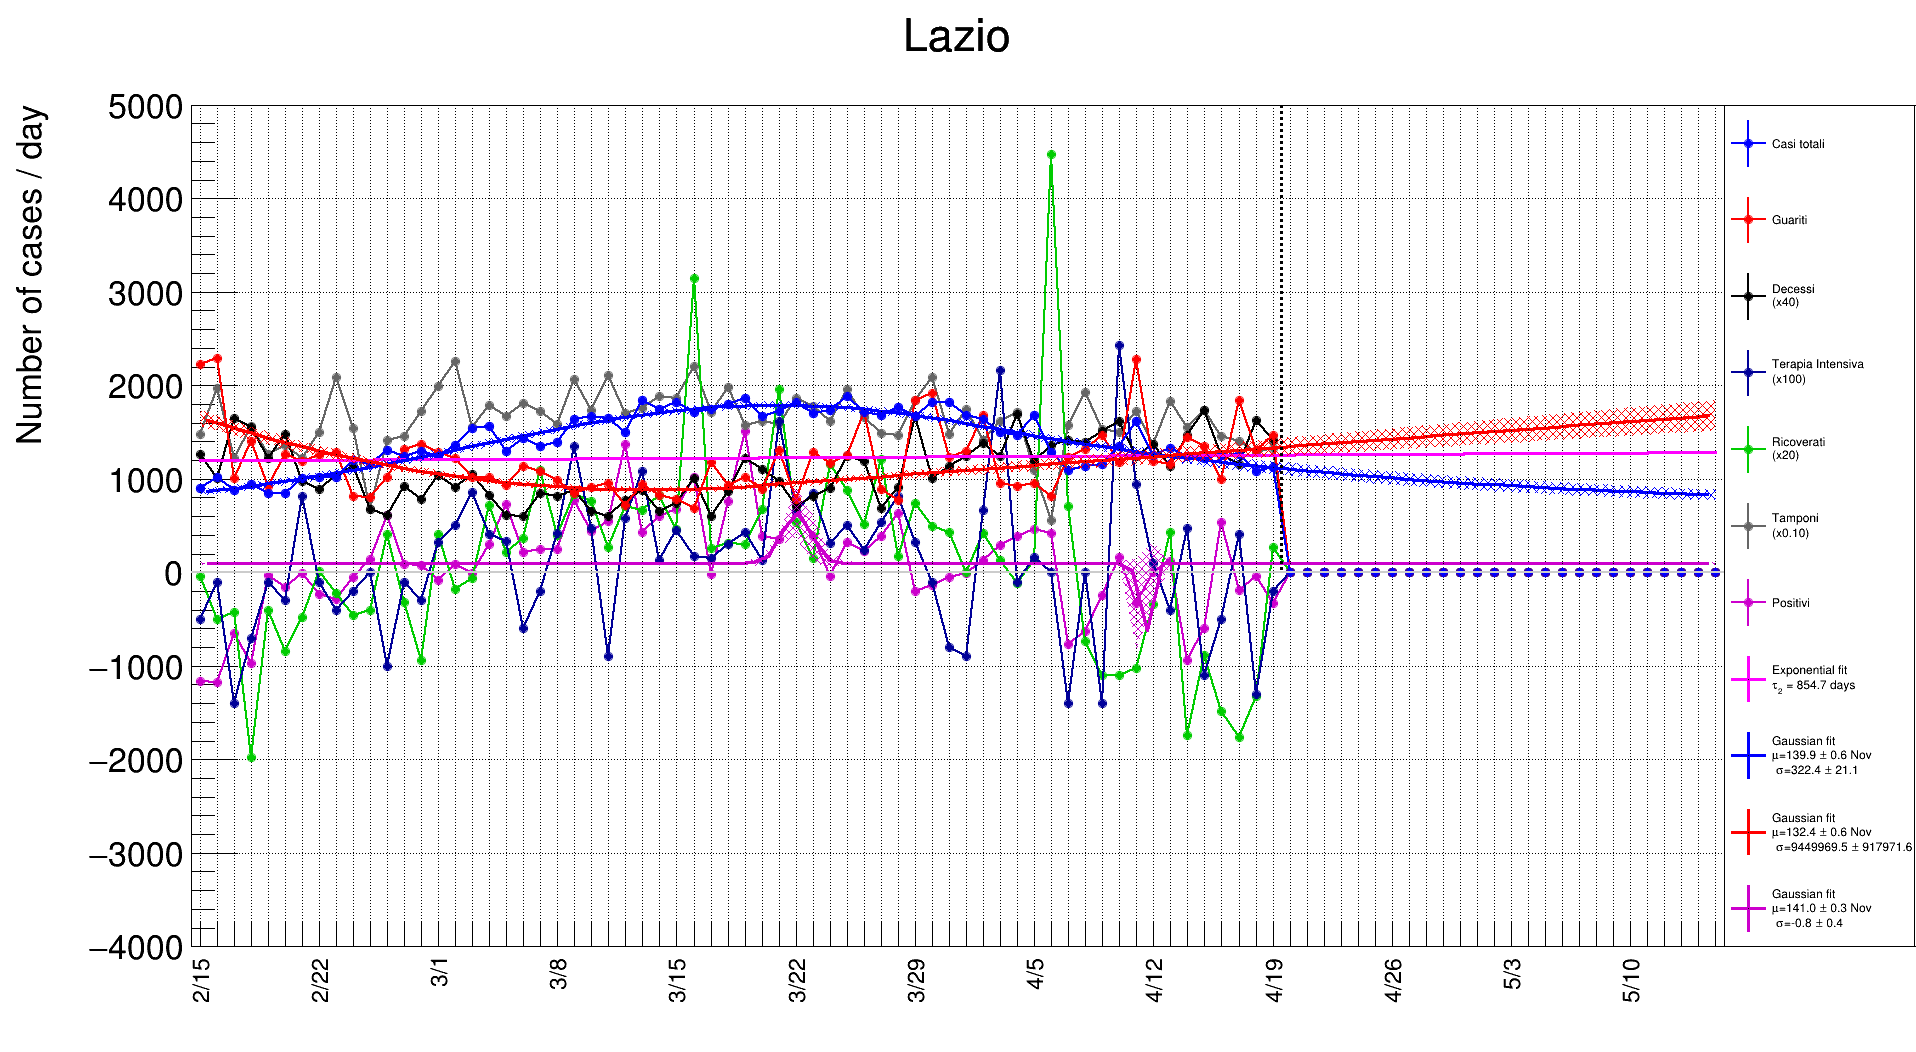 Lazio
Number of cases / day
5000
4000
3000
2000
1000
0
−1000
−2000
−3000
−4000
2/15
2/22
3/1
3/8
3/15
3/22
3/29
4/5
4/12
4/19
4/26
5/3
5/10
Casi totali
Guariti
Decessi
(x40)
Terapia Intensiva
(x100)
Ricoverati
(x20)
Tamponi
(x0.10)
Positivi
Exponential fit
τ2 = 854.7 days
Gaussian fit
μ=139.9 ± 0.6 Nov
σ=322.4 ± 21.1
Gaussian fit
μ=132.4 ± 0.6 Nov
σ=9449969.5 ± 917971.6
Gaussian fit
μ=141.0 ± 0.3 Nov
σ=-0.8 ± 0.4